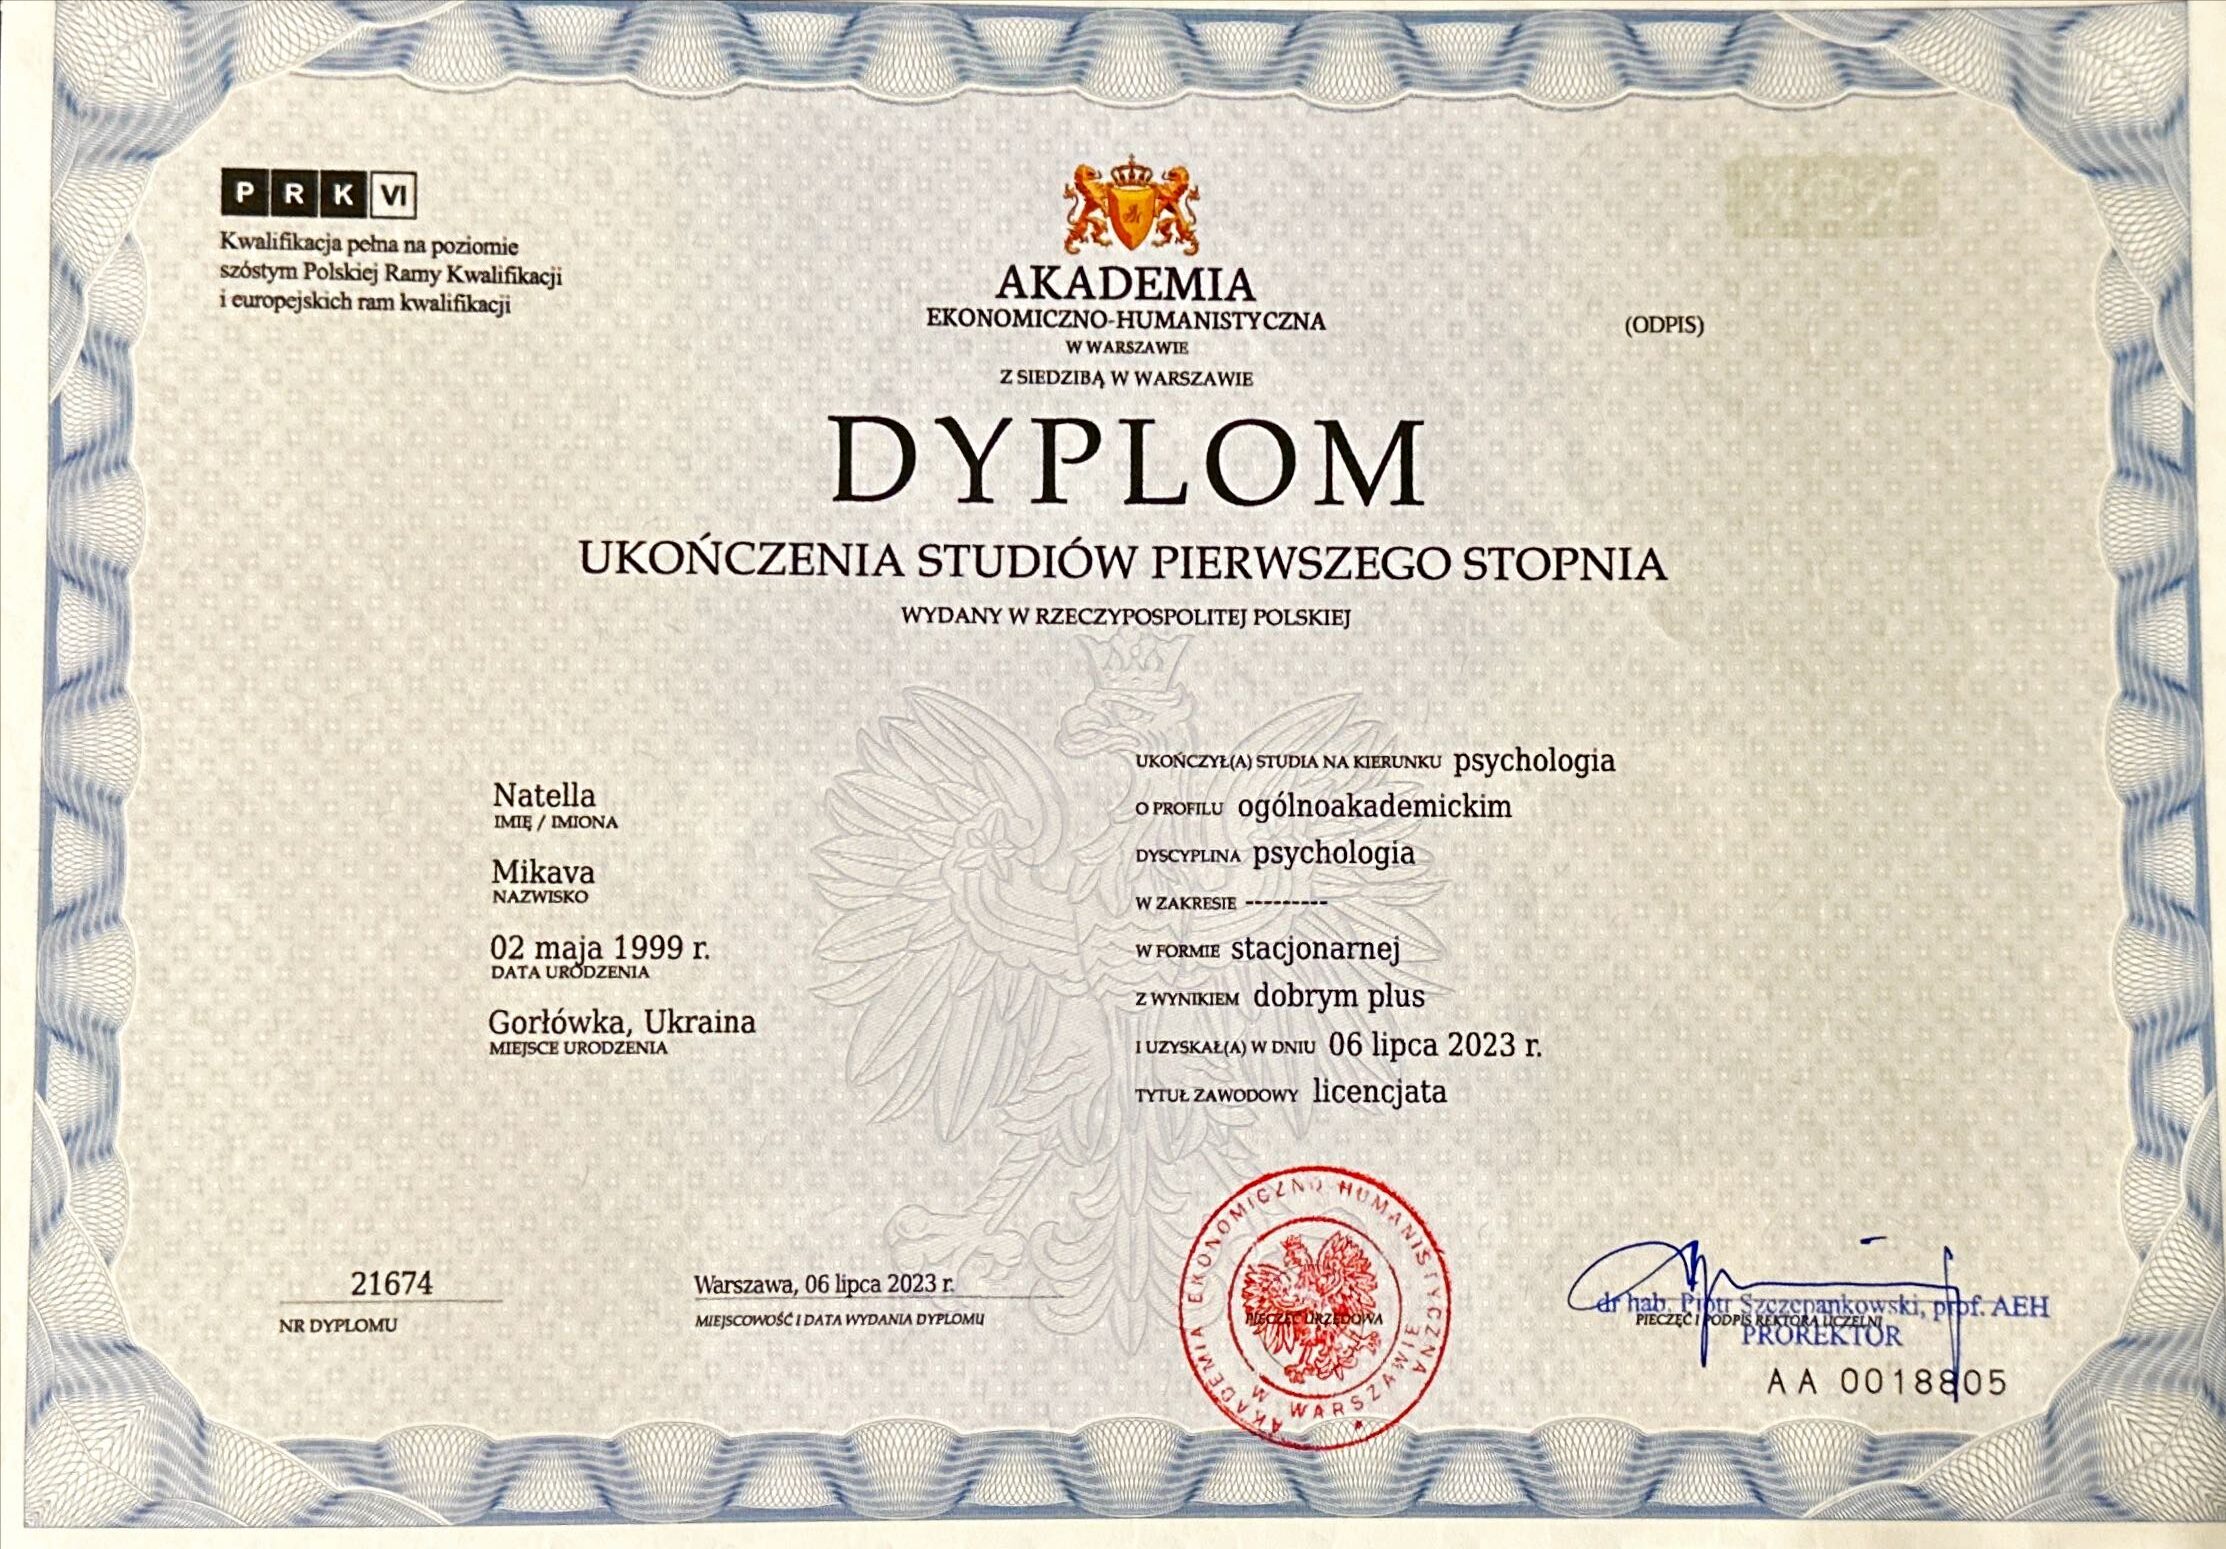 PRK VI
Kwalifikacja pełna na poziomie
szóstym Polskiej Ramy Kwalifikacji
i europejskich ram kwalifikacji
AKADEMIA
EKONOMICZNO-HUMANISTYCZNA
W WARSZAWIE
Z SIEDZIBĄ W WARSZAWIE
(ODPIS)
DYPLOM
UKOŃCZENIA STUDIÓW PIERWSZEGO STOPNIA
WYDANY W RZECZYPOSPOLITEJ POLSKIEJ
Natella
IMIĘ / IMIONA
Mikava
NAZWISKO
02 maja 1999 r.
DATA URODZENIA
Gorłówka, Ukraina
MIEJSCE URODZENIA
UKOŃCZYŁ(A) STUDIA NA KIERUNKU psychologia
O PROFILU ogólnoakademickim
DYSCYPLINA psychologia
W ZAKRESIE ---------
W FORMIE stacjonarnej
Z WYNIKIEM dobrym plus
I UZYSKAŁ(A) W DNIU 06 lipca 2023 r.
TYTUŁ ZAWODOWY licencjata
21674
NR DYPLOMU
Warszawa, 06 lipca 2023 r.
MIEJSCOWOŚĆ I DATA WYDANIA DYPLOMU
AKADEMIA EKONOMICZNO HUMANISTYCZNA
W WARSZAWIE
PIECZĘĆ URZĘDOWA
dr hab. Piotr Szczepankowski, prof. AEH
PIECZĘĆ I PODPIS REKTORA UCZELNI
PROREKTOR
AA 0018805